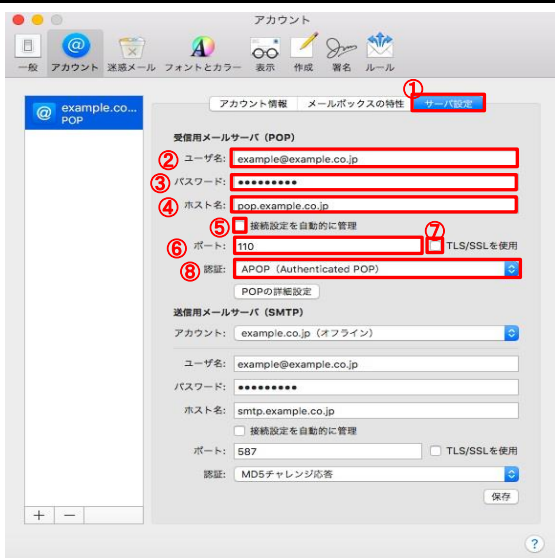 アカウント
一般 アカウント 迷惑メール フォントとカラー 表示 作成 署名 ルール
@ example.co...
POP
①
アカウント情報 メールボックスの特性 サーバ設定
受信用メールサーバ (POP)
② ユーザ名: example@example.co.jp
③ パスワード: •••••••••
④ ホスト名: pop.example.co.jp
⑤ 接続設定を自動的に管理 ⑦
⑥ ポート: 110 TLS/SSLを使用
⑧ 認証: APOP (Authenticated POP)
POPの詳細設定
送信用メールサーバ (SMTP)
アカウント: example.co.jp (オフライン)
ユーザ名: example@example.co.jp
パスワード: •••••••••
ホスト名: smtp.example.co.jp
接続設定を自動的に管理
ポート: 587 TLS/SSLを使用
認証: MD5チャレンジ応答
保存
+ −
?